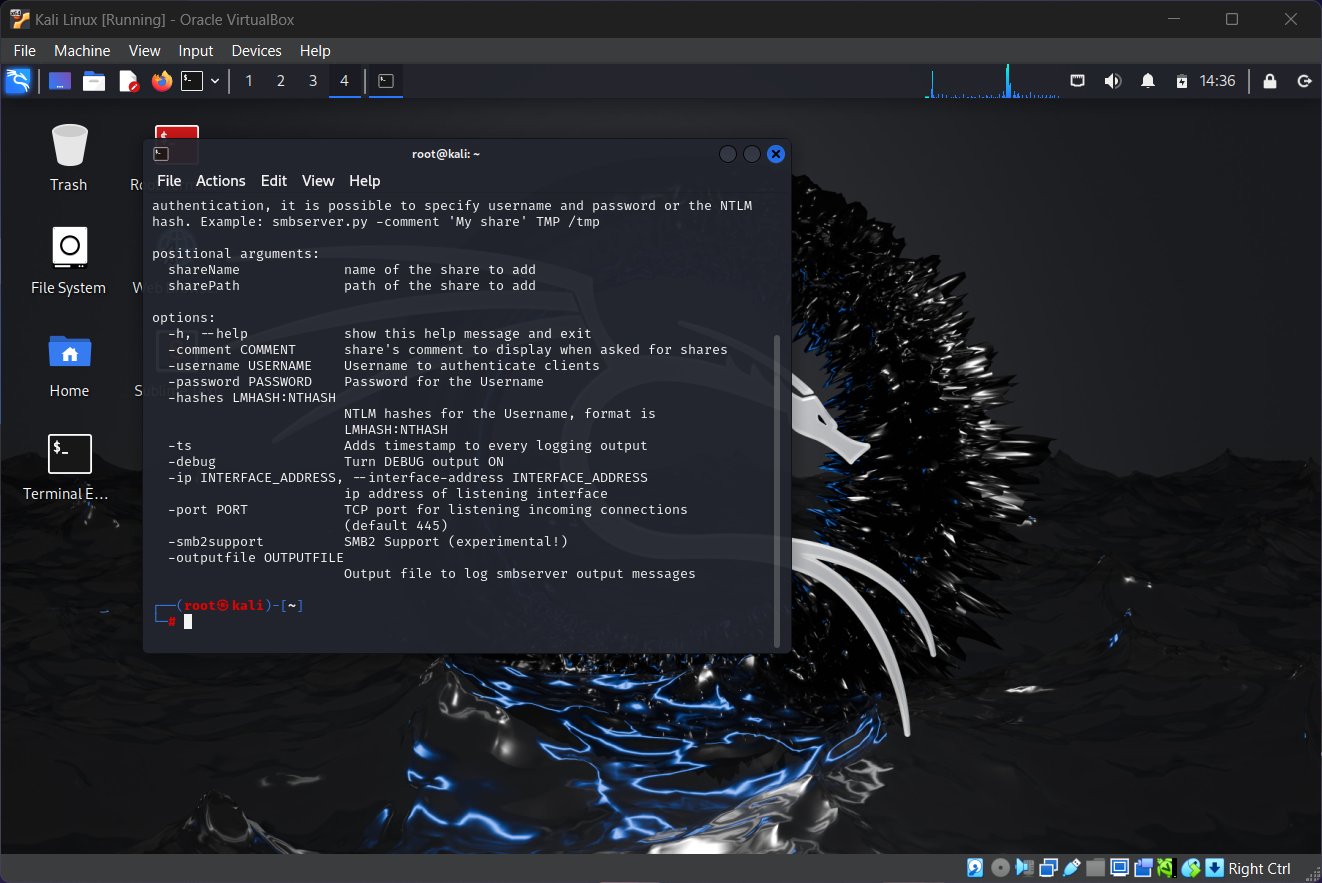 Kali Linux [Running] - Oracle VirtualBox
File Machine View Input Devices Help
1 2 3 4
14:36
Trash
File System
Home
Terminal E...
root@kali: ~
File Actions Edit View Help
authentication, it is possible to specify username and password or the NTLM
hash. Example: smbserver.py -comment 'My share' TMP /tmp
positional arguments:
shareName name of the share to add
sharePath path of the share to add
options:
-h, --help show this help message and exit
-comment COMMENT share's comment to display when asked for shares
-username USERNAME Username to authenticate clients
-password PASSWORD Password for the Username
-hashes LMHASH:NTHASH
NTLM hashes for the Username, format is
LMHASH:NTHASH
-ts Adds timestamp to every logging output
-debug Turn DEBUG output ON
-ip INTERFACE_ADDRESS, --interface-address INTERFACE_ADDRESS
ip address of listening interface
-port PORT TCP port for listening incoming connections
(default 445)
-smb2support SMB2 Support (experimental!)
-outputfile OUTPUTFILE
Output file to log smbserver output messages
┌──(root㉿kali)-[~]
└─#
Right Ctrl